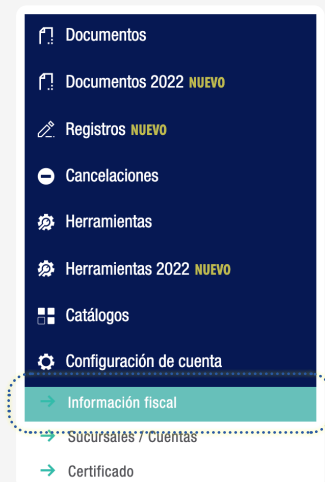 Documentos
Documentos 2022 NUEVO
Registros NUEVO
Cancelaciones
Herramientas
Herramientas 2022 NUEVO
Catálogos
Configuración de cuenta
Información fiscal
Sucursales / Cuentas
Certificado